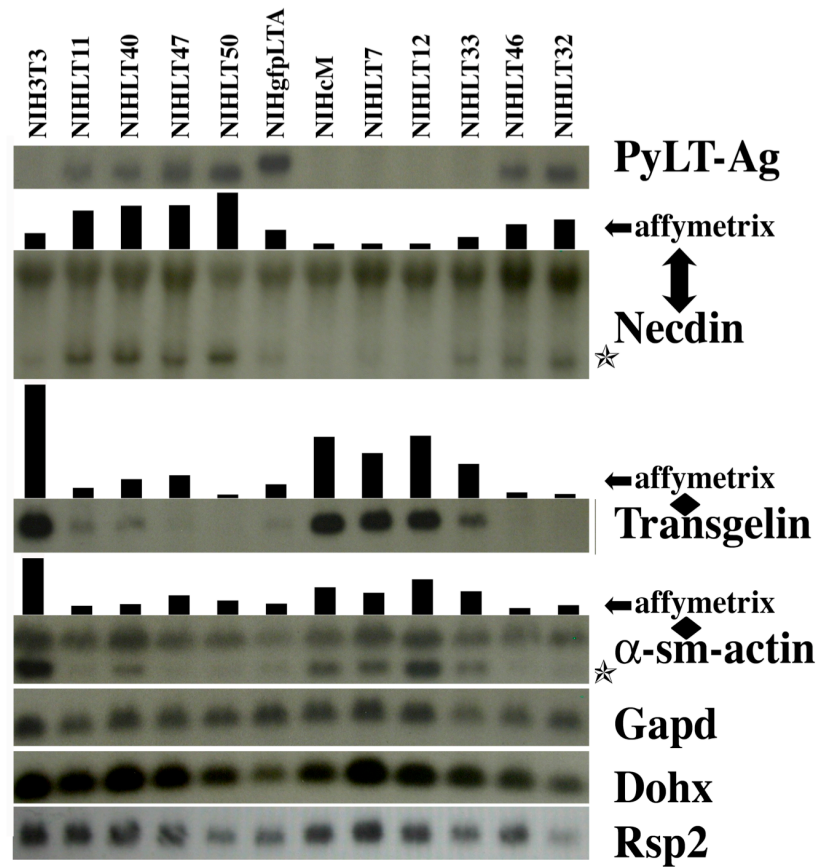 NIH3T3
NIHLT11
NIHLT40
NIHLT47
NIHLT50
NIHgfpLTA
NIHcM
NIHLT7
NIHLT12
NIHLT33
NIHLT46
NIHLT32
PyLT-Ag
affymetrix
Necdin
affymetrix
Transgelin
affymetrix
α-sm-actin
Gapd
Dohx
Rsp2